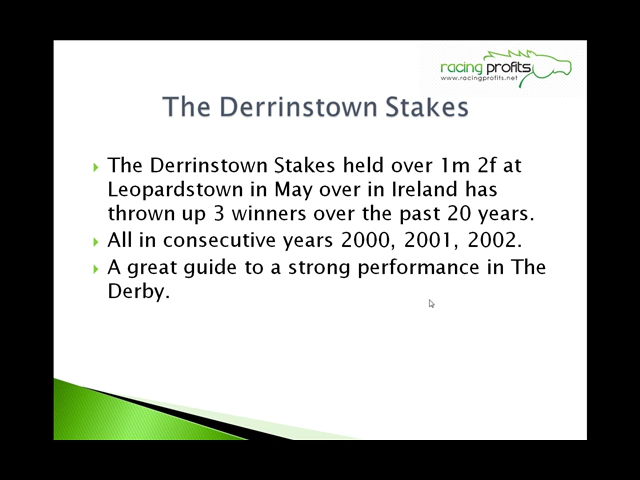 racing profits
www.racingprofits.net
The Derrinstown Stakes
The Derrinstown Stakes held over 1m 2f at
Leopardstown in May over in Ireland has
thrown up 3 winners over the past 20 years.
All in consecutive years 2000, 2001, 2002.
A great guide to a strong performance in The
Derby.